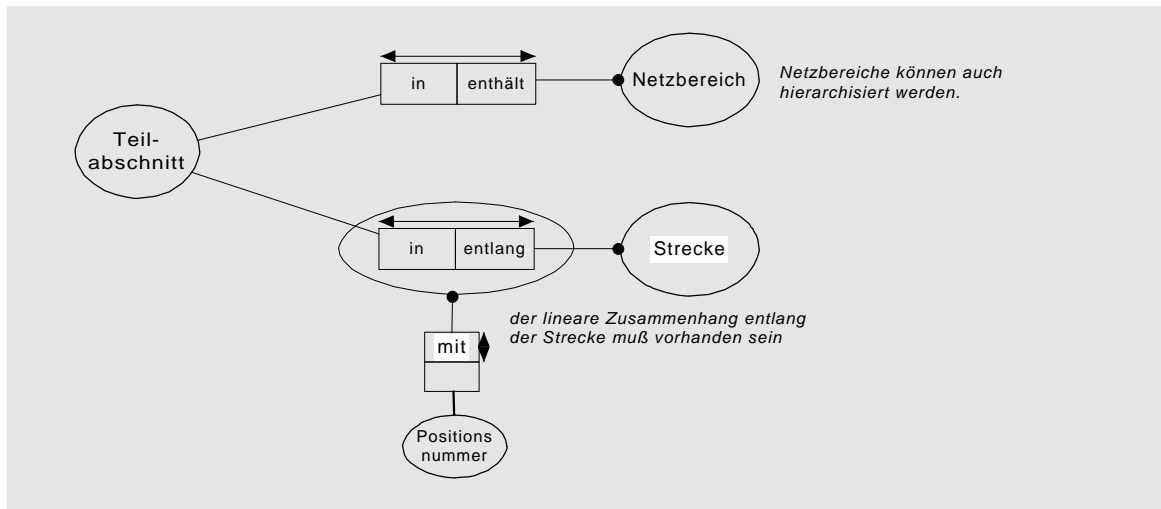 in enthält
Netzbereich
Netzbereiche können auch
hierarchisiert werden.
Teil-
abschnitt
in entlang
Strecke
der lineare Zusammenhang entlang
der Strecke muß vorhanden sein
mit
Positions
nummer